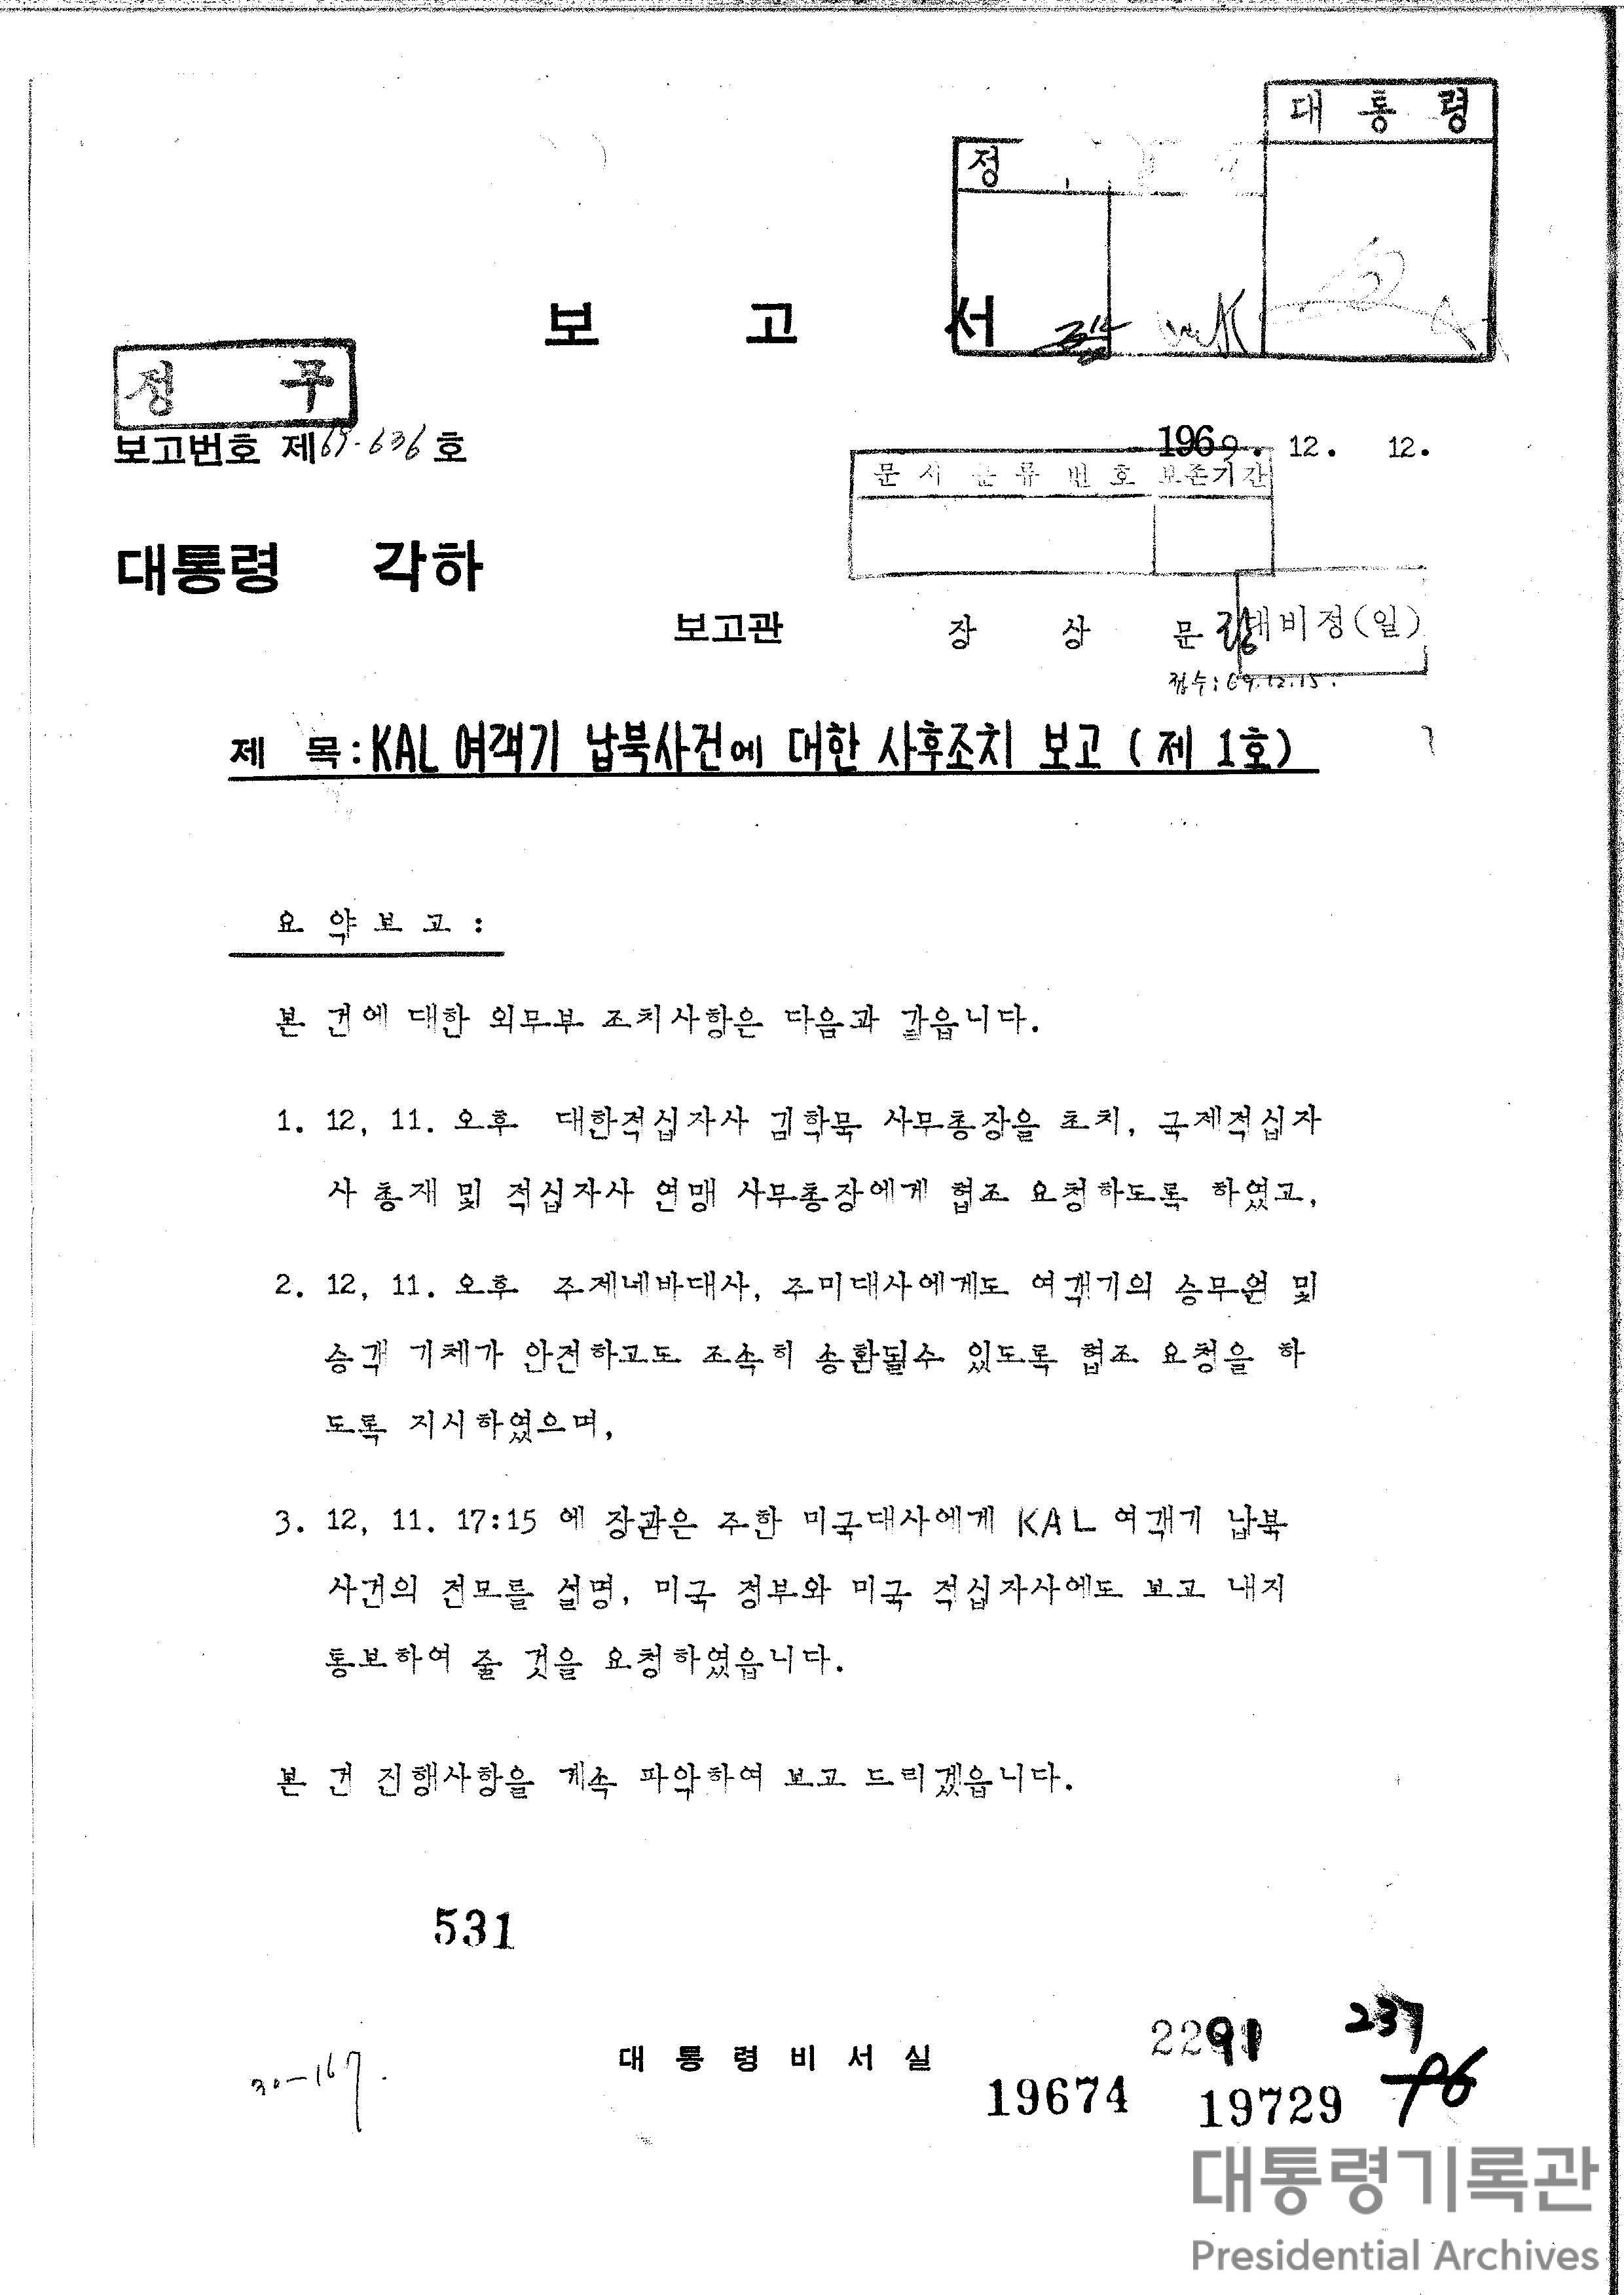 대 통 령
정
보 고 서
정 무
보고번호 제69-636호
1969. 12. 12.
문 서 분 류 번 호 보존기간
대통령 각하
보고관 장 상 문
대비정(일)
접수: 69.12.15.
제 목: KAL 여객기 납북사건에 대한 사후조치 보고 (제 1호)
요 약 보 고 :
본 건에 대한 외무부 조치사항은 다음과 같읍니다.
1. 12, 11. 오후 대한적십자사 김학묵 사무총장을 초치, 국제적십자
사 총재 및 적십자사 연맹 사무총장에게 협조 요청하도록 하였고,
2. 12, 11. 오후 주제네바대사, 주미대사에게도 여객기의 승무원 및
승객 기체가 안전하고도 조속히 송환될수 있도록 협조 요청을 하
도록 지시하였으며,
3. 12, 11. 17:15 에 장관은 주한 미국대사에게 KAL 여객기 납북
사건의 전모를 설명, 미국 정부와 미국 적십자사에도 보고 내지
통보하여 줄 것을 요청하였읍니다.
본 건 진행사항을 계속 파악하여 보고 드리겠읍니다.
531
237
대 통 령 비 서 실
30-167.
19674 19729 96
대통령기록관
Presidential Archives